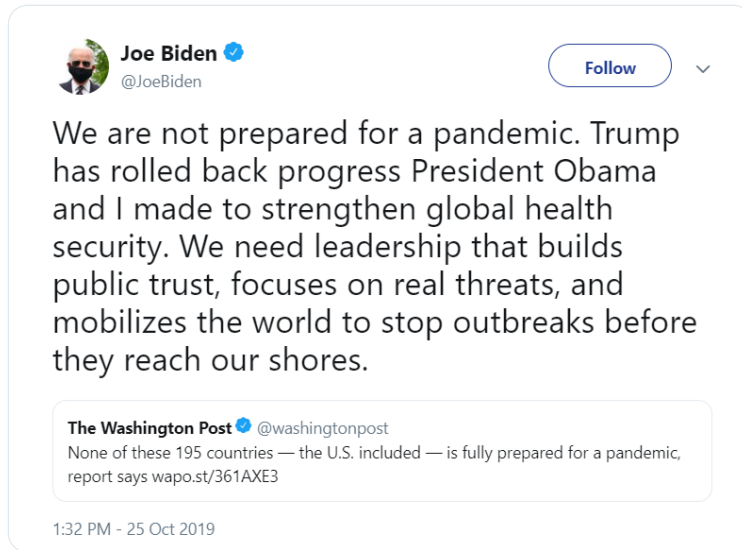 Joe Biden
@JoeBiden
Follow
We are not prepared for a pandemic. Trump
has rolled back progress President Obama
and I made to strengthen global health
security. We need leadership that builds
public trust, focuses on real threats, and
mobilizes the world to stop outbreaks before
they reach our shores.
The Washington Post @washingtonpost
None of these 195 countries — the U.S. included — is fully prepared for a pandemic,
report says wapo.st/361AXE3
1:32 PM - 25 Oct 2019